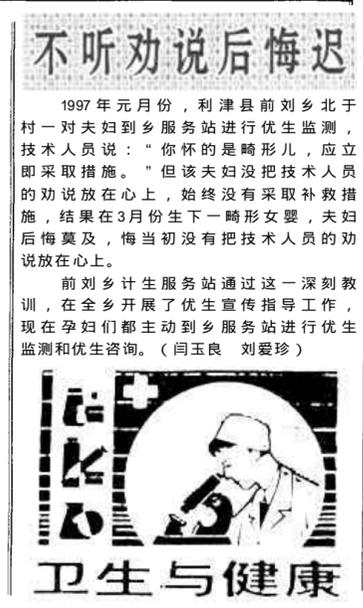 不听劝说后悔迟
1997年元月份，利津县前刘乡北于
村一对夫妇到乡服务站进行优生监测，
技术人员说：“你怀的是畸形儿，应立
即采取措施。”但该夫妇没把技术人员
的劝说放在心上，始终没有采取补救措
施，结果在3月份生下一畸形女婴，夫妇
后悔莫及，悔当初没有把技术人员的劝
说放在心上。
前刘乡计生服务站通过这一深刻教
训，在全乡开展了优生宣传指导工作，
现在孕妇们都主动到乡服务站进行优生
监测和优生咨询。（闫玉良　刘爱珍）
卫生与健康